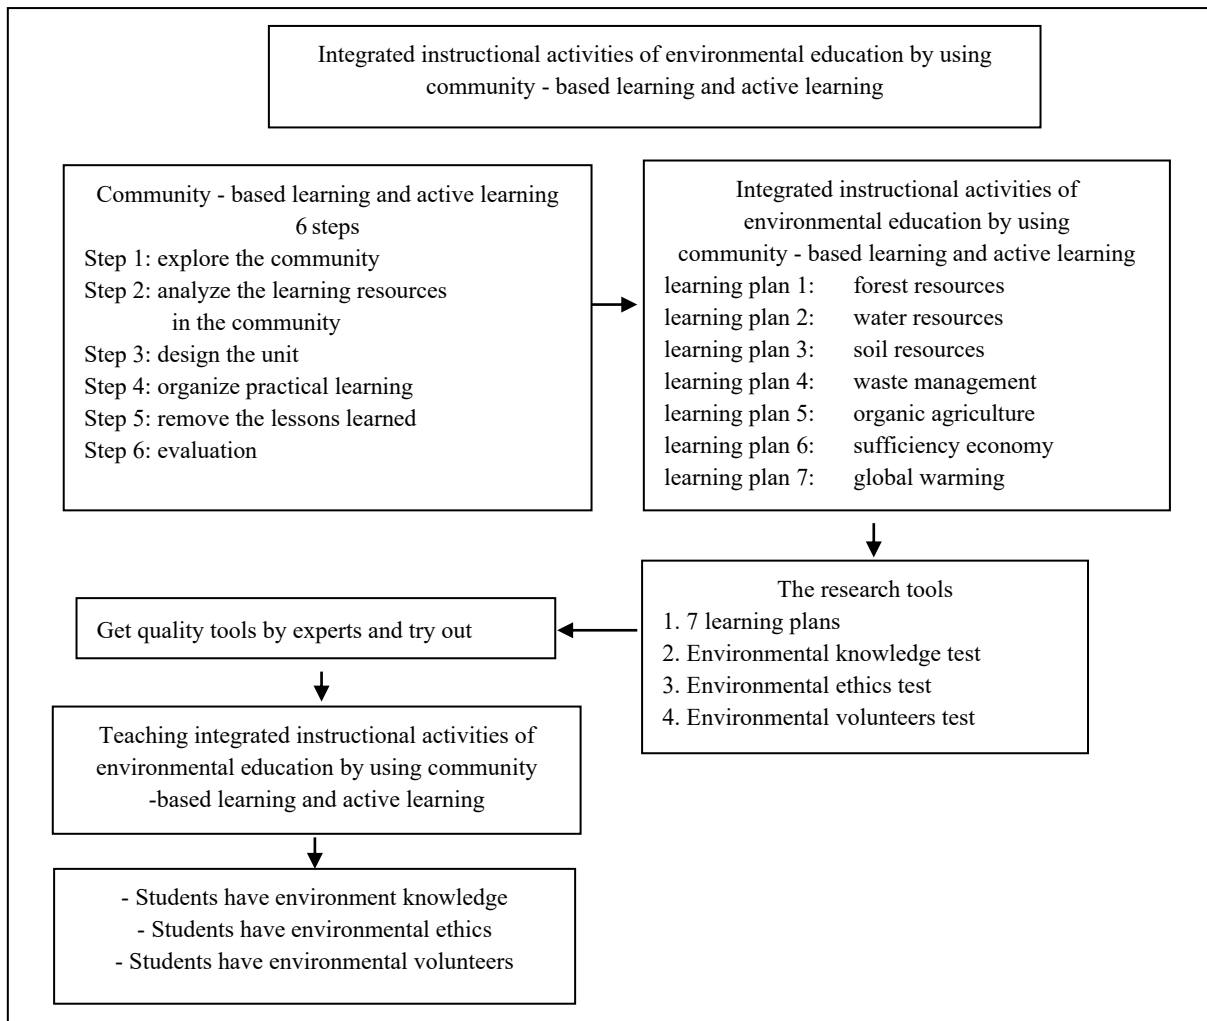 Integrated instructional activities of environmental education by using
community - based learning and active learning
Community - based learning and active learning
6 steps
Step 1: explore the community
Step 2: analyze the learning resources
in the community
Step 3: design the unit
Step 4: organize practical learning
Step 5: remove the lessons learned
Step 6: evaluation
Integrated instructional activities of
environmental education by using
community - based learning and active learning
learning plan 1: forest resources
learning plan 2: water resources
learning plan 3: soil resources
learning plan 4: waste management
learning plan 5: organic agriculture
learning plan 6: sufficiency economy
learning plan 7: global warming
The research tools
1. 7 learning plans
2. Environmental knowledge test
3. Environmental ethics test
4. Environmental volunteers test
Get quality tools by experts and try out
Teaching integrated instructional activities of
environmental education by using community
-based learning and active learning
- Students have environment knowledge
- Students have environmental ethics
- Students have environmental volunteers